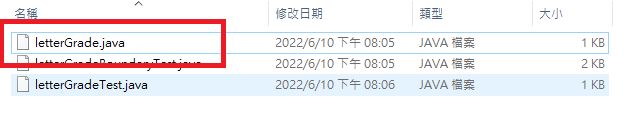 名稱 修改日期 類型 大小
letterGrade.java 2022/6/10 下午 08:05 JAVA 檔案 1 KB
letterGradeBoundaryTest.java 2022/6/10 下午 08:05 JAVA 檔案 2 KB
letterGradeTest.java 2022/6/10 下午 08:06 JAVA 檔案 1 KB